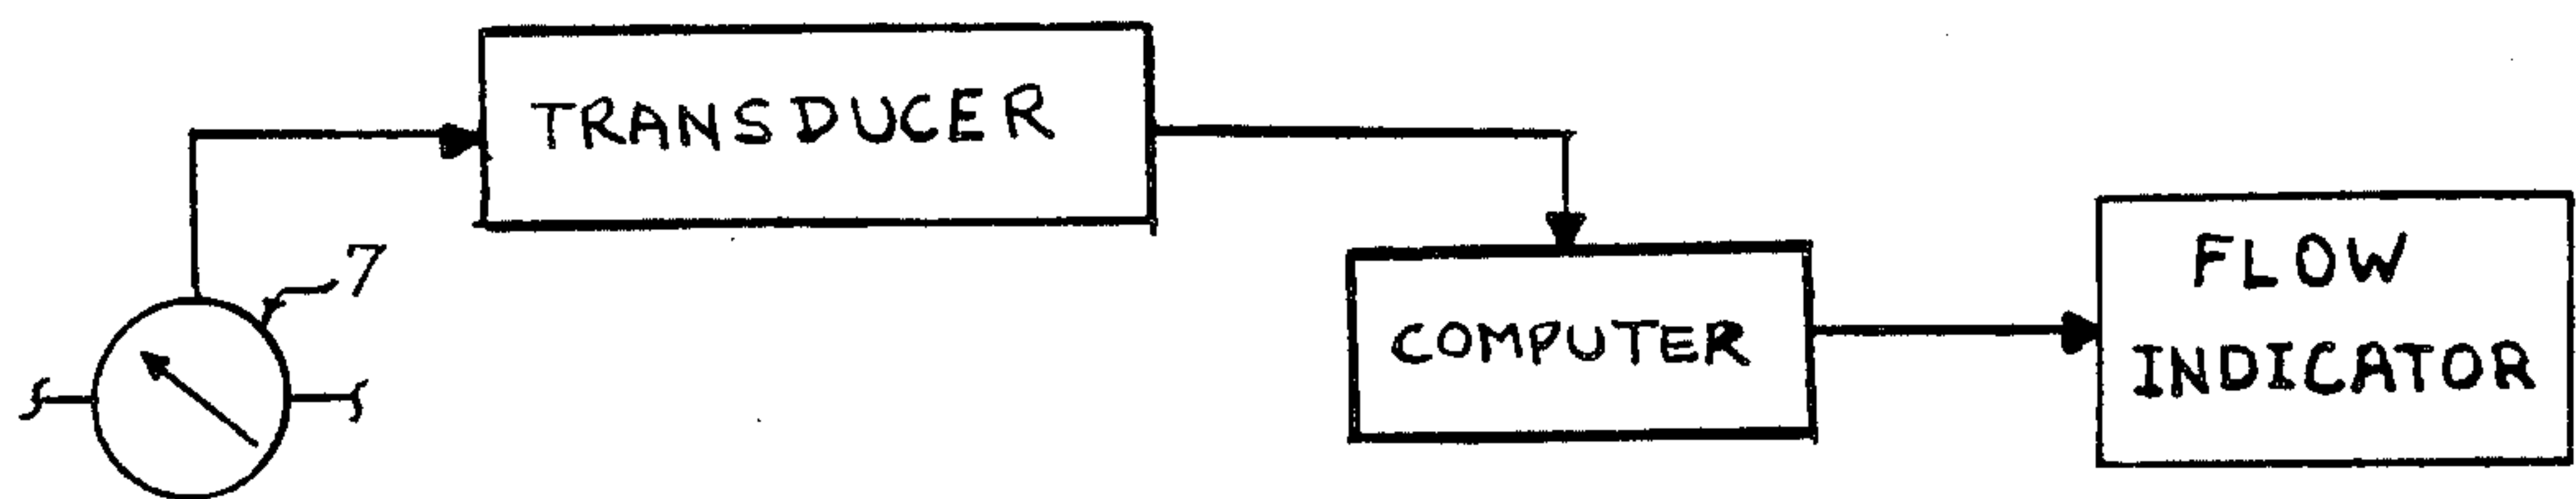 TRANSDUCER
7
COMPUTER
FLOW
INDICATOR